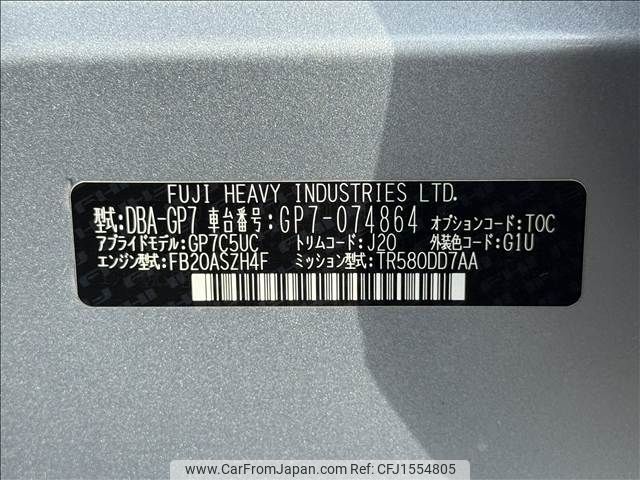 FUJI HEAVY INDUSTRIES LTD.
型式:DBA-GP7 車台番号:GP7-074864 オプションコード:TOC
アプライドモデル:GP7C5UC トリムコード:J20 外装色コード:G1U
エンジン型式:FB20ASZH4F ミッション型式:TR580DD7AA
www.CarFromJapan.com - ID: CFJ1554805